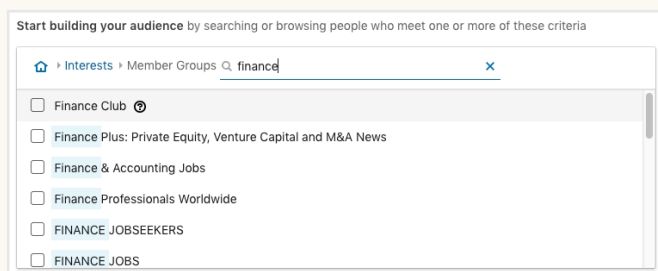 Start building your audience by searching or browsing people who meet one or more of these criteria
Interests Member Groups finance
Finance Club
Finance Plus: Private Equity, Venture Capital and M&A News
Finance & Accounting Jobs
Finance Professionals Worldwide
FINANCE JOBSEEKERS
FINANCE JOBS